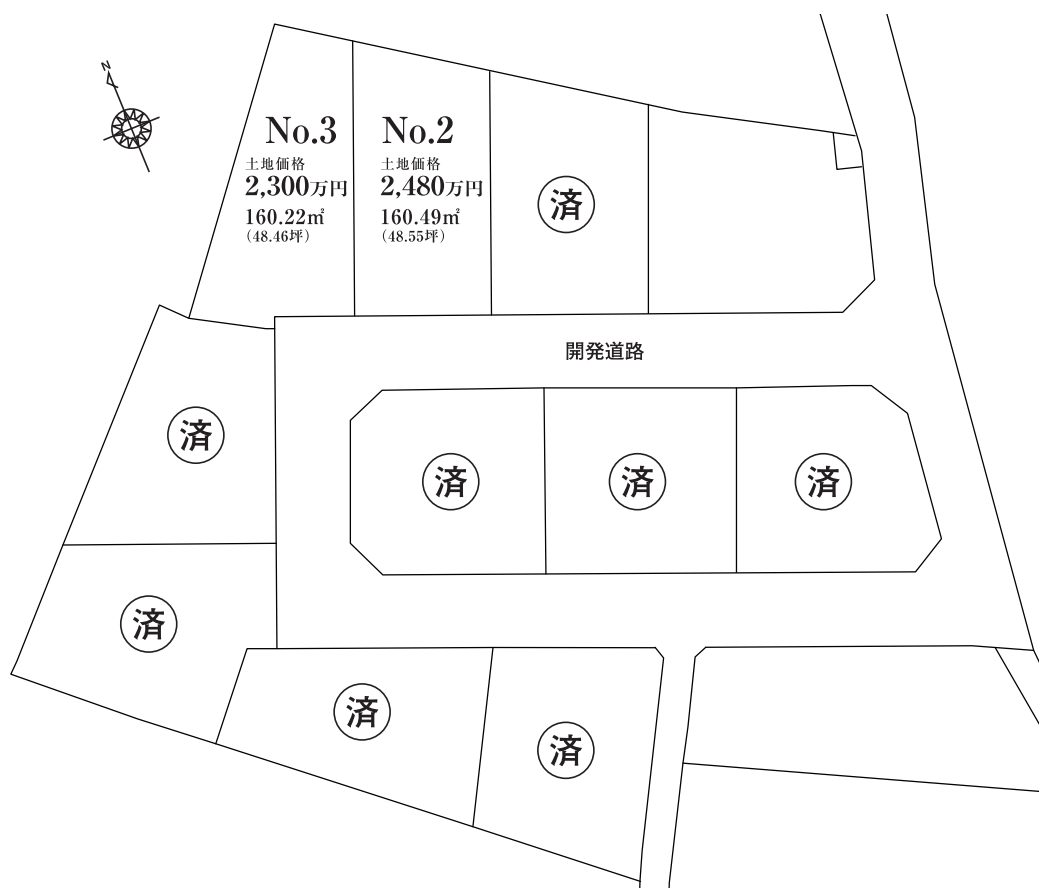 N
No.3
土地価格
2,300万円
160.22㎡
(48.46坪)
No.2
土地価格
2,480万円
160.49㎡
(48.55坪)
済
開発道路
済
済
済
済
済
済
済